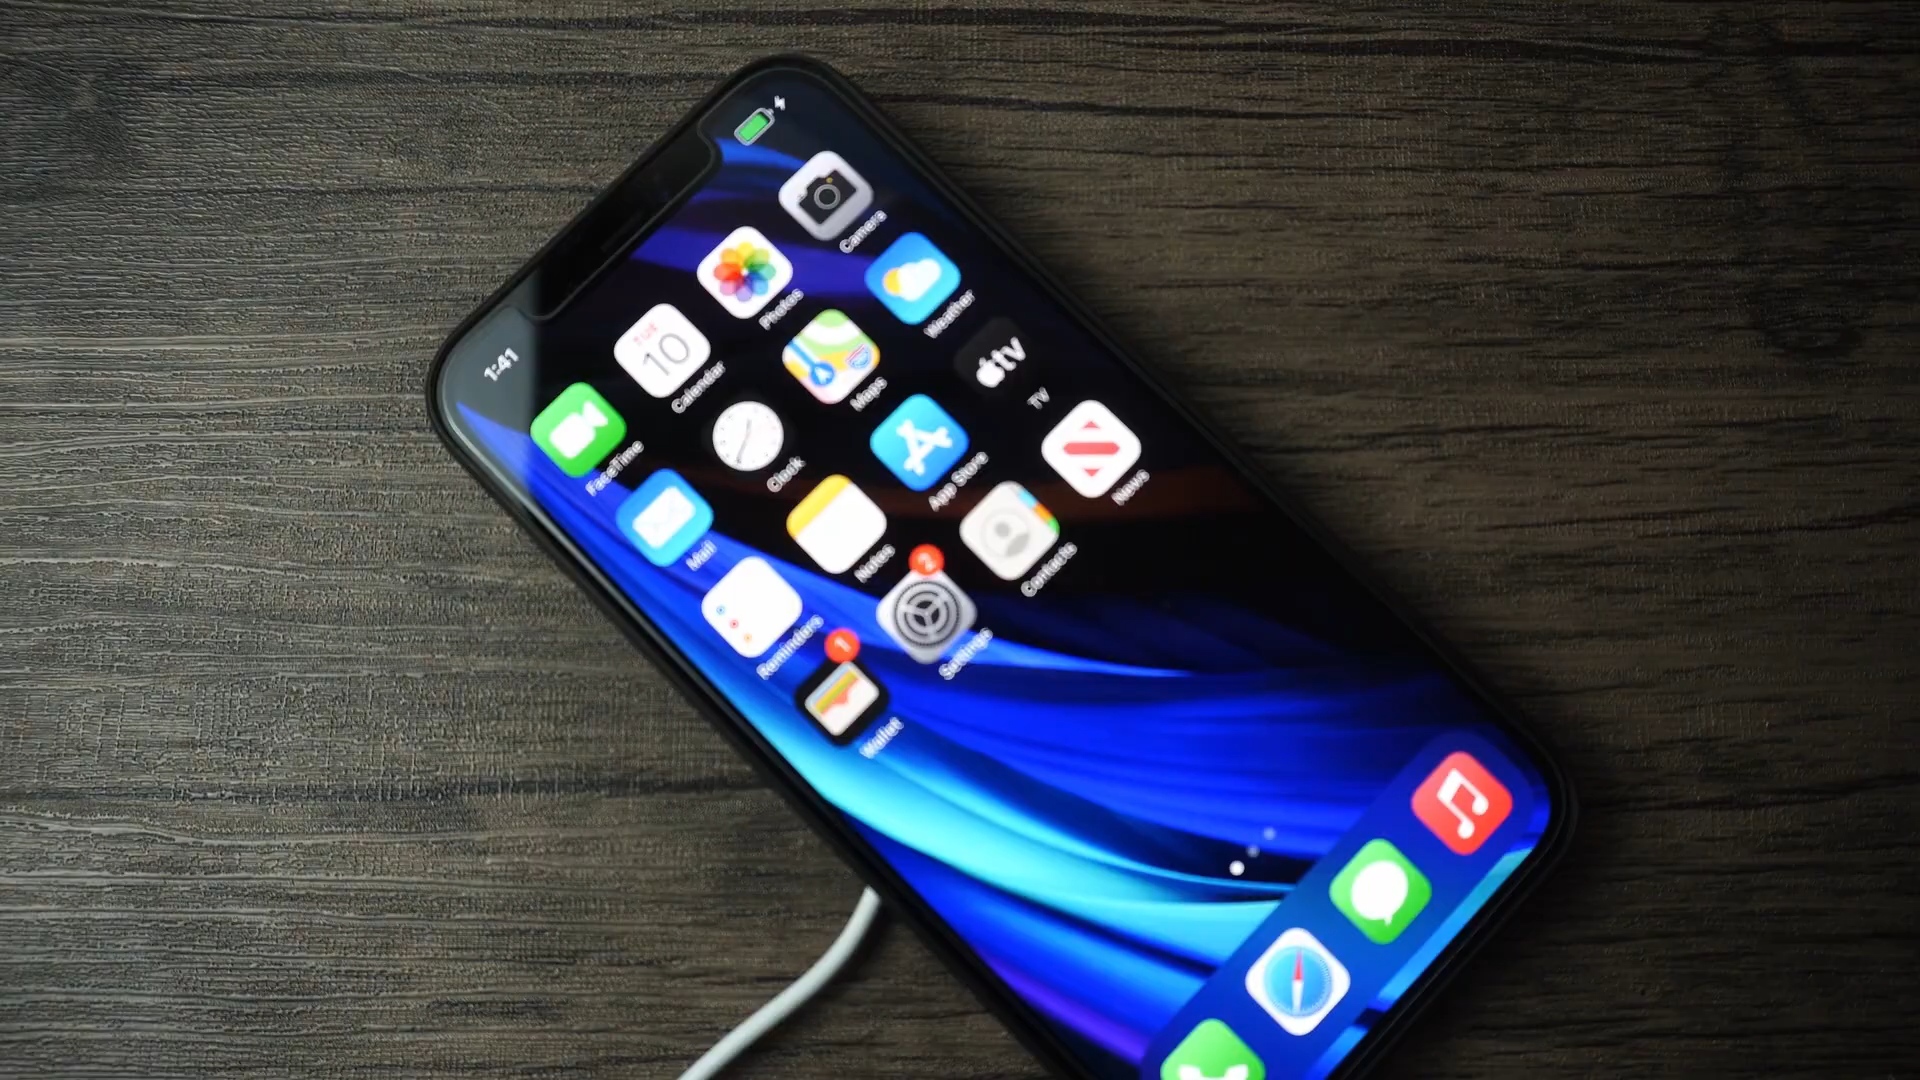 1:41
FaceTime
TUE
10
Calendar
Photos
Camera
Mail
Clock
Maps
Weather
Reminders
Notes
App Store
tv
TV
1
Wallet
2
Settings
Contacts
News